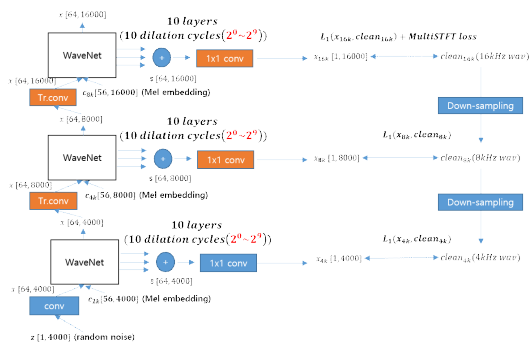 x [64,16000]
10 layers
(10 dilation cycles(2⁰~2⁹))
L₁(x₁₆ₖ, clean₁₆ₖ) + MultiSTFT loss
WaveNet
+
1x1 conv
x₁₆ₖ [1,16000]
clean₁₆ₖ(16kHz wav)
s [64,16000]
x [64,16000]
Tr.conv
c₈ₖ[56,16000] (Mel embedding)
Down-sampling
x [64,8000]
10 layers
(10 dilation cycles(2⁰~2⁹))
L₁(x₈ₖ, clean₈ₖ)
WaveNet
+
1x1 conv
x₈ₖ [1,8000]
clean₈ₖ(8kHz wav)
s [64,8000]
x [64,8000]
Tr.conv
c₄ₖ[56,8000] (Mel embedding)
Down-sampling
x [64,4000]
10 layers
(10 dilation cycles(2⁰~2⁹))
L₁(x₄ₖ, clean₄ₖ)
WaveNet
+
1x1 conv
x₄ₖ [1,4000]
clean₄ₖ(4kHz wav)
s [64,4000]
x [64,4000]
conv
c₂ₖ[56,4000] (Mel embedding)
z [1,4000] (random noise)